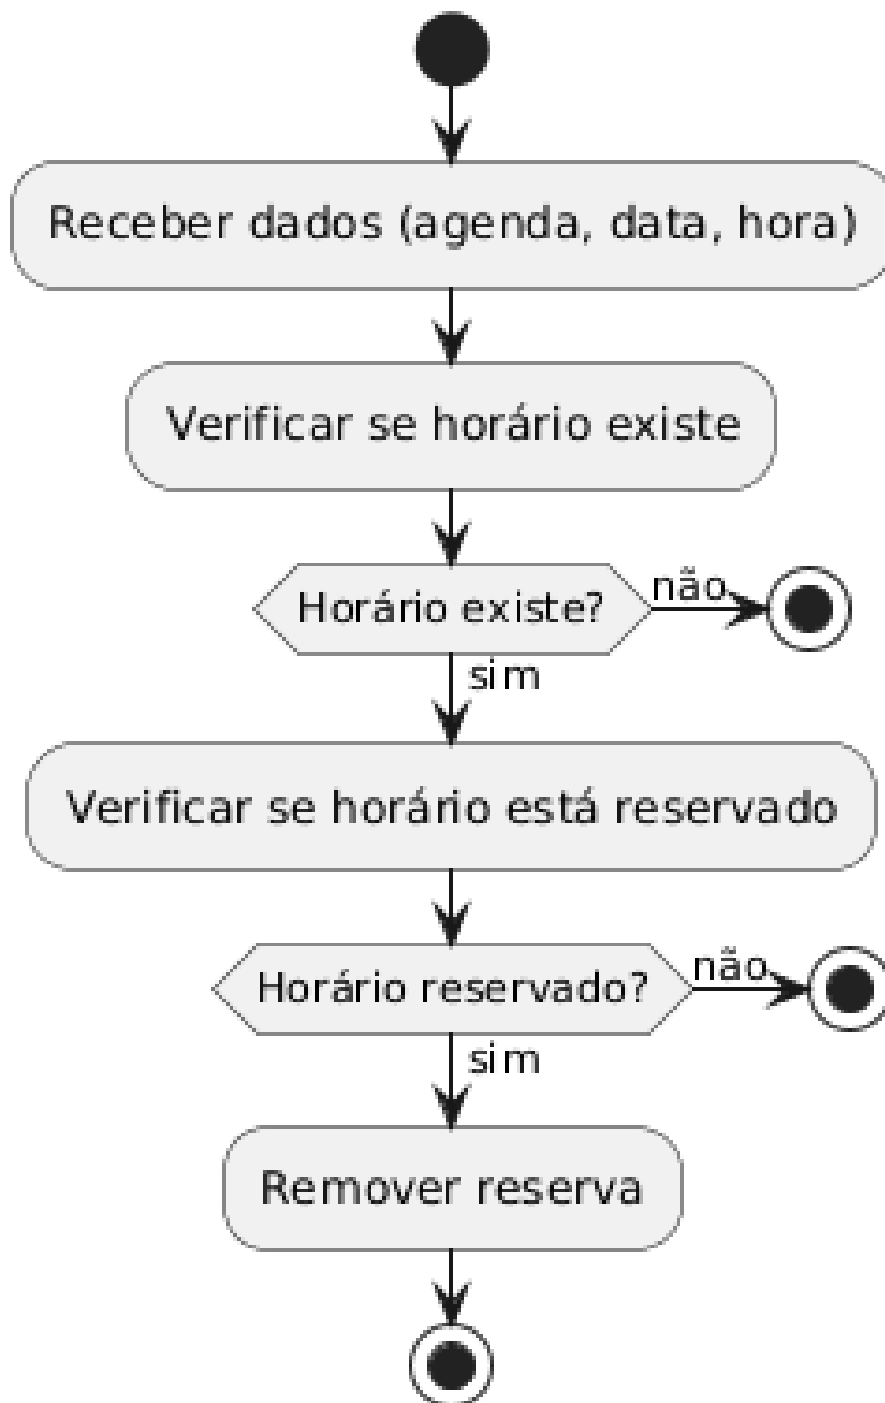 Receber dados (agenda, data, hora)
Verificar se horário existe
Horário existe?
não
sim
Verificar se horário está reservado
Horário reservado?
não
sim
Remover reserva